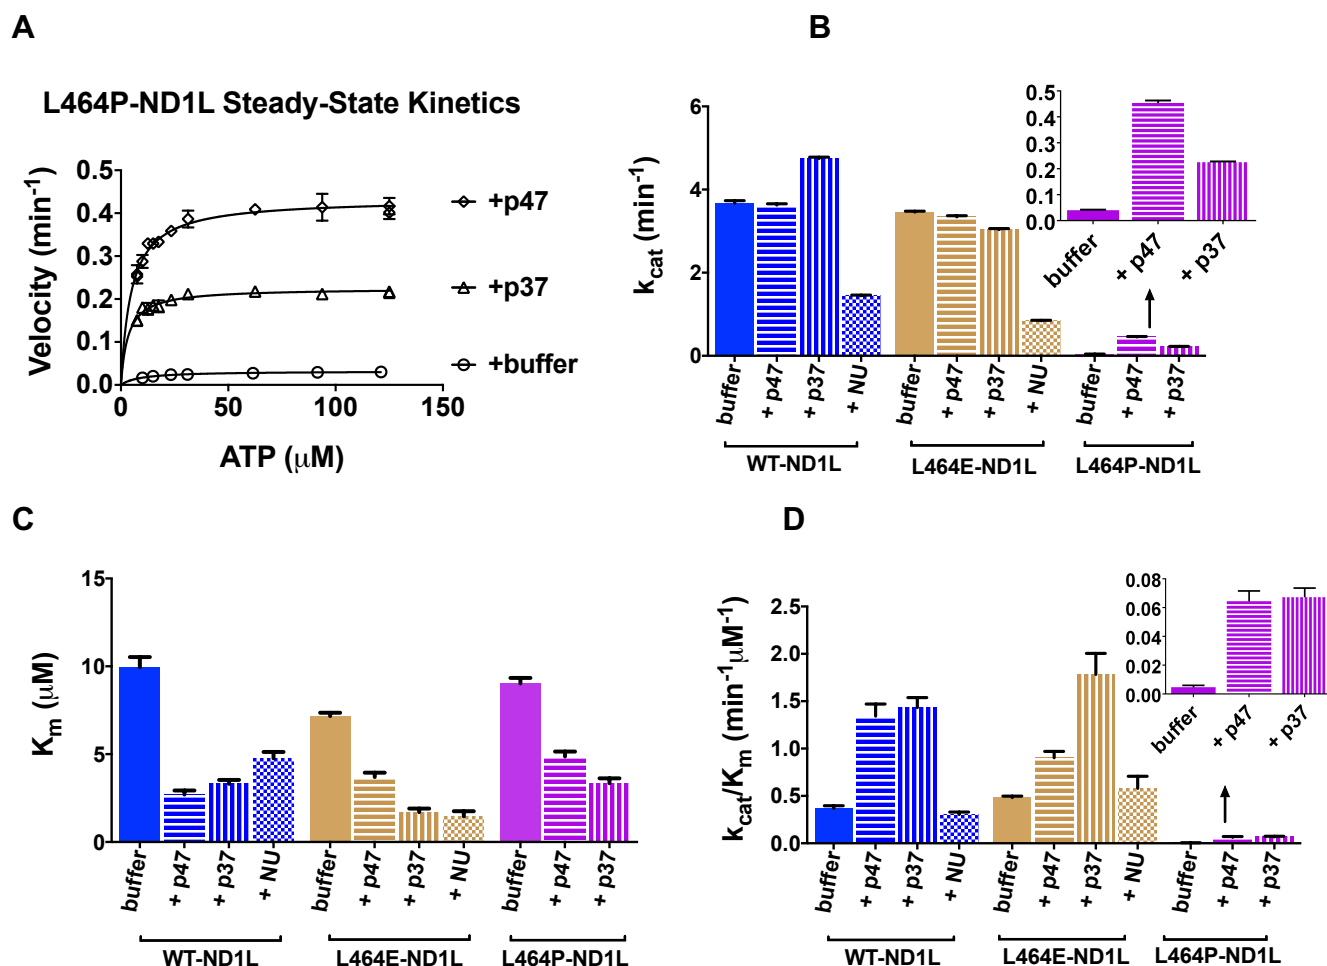 A
L464P-ND1L Steady-State Kinetics
Velocity (min-1)
0.5
0.4
0.3
0.2
0.1
0.0
0
50
100
150
ATP (μM)
+p47
+p37
+buffer
B
kcat (min-1)
6
4
2
0
buffer
+ p47
+ p37
+ NU
WT-ND1L
buffer
+ p47
+ p37
+ NU
L464E-ND1L
buffer
+ p47
+ p37
L464P-ND1L
0.5
0.4
0.3
0.2
0.1
0.0
buffer
+ p47
+ p37
C
Km (μM)
15
10
5
0
buffer
+ p47
+ p37
+ NU
WT-ND1L
buffer
+ p47
+ p37
+ NU
L464E-ND1L
buffer
+ p47
+ p37
L464P-ND1L
D
kcat/Km (min-1μM-1)
2.5
2.0
1.5
1.0
0.5
0.0
buffer
+ p47
+ p37
+ NU
WT-ND1L
buffer
+ p47
+ p37
+ NU
L464E-ND1L
buffer
+ p47
+ p37
L464P-ND1L
0.08
0.06
0.04
0.02
0.00
buffer
+ p47
+ p37